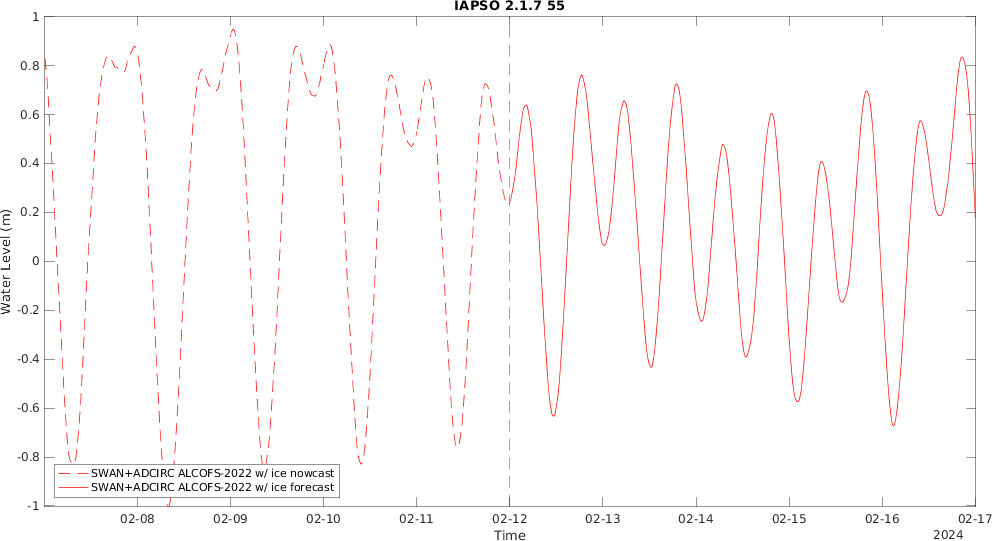 IAPSO 2.1.7 55
1
0.8
0.6
0.4
0.2
0
-0.2
-0.4
-0.6
-0.8
-1
Water Level (m)
SWAN+ADCIRC ALCOFS-2022 w/ ice nowcast
SWAN+ADCIRC ALCOFS-2022 w/ ice forecast
02-08 02-09 02-10 02-11 02-12 02-13 02-14 02-15 02-16 02-17
Time
2024